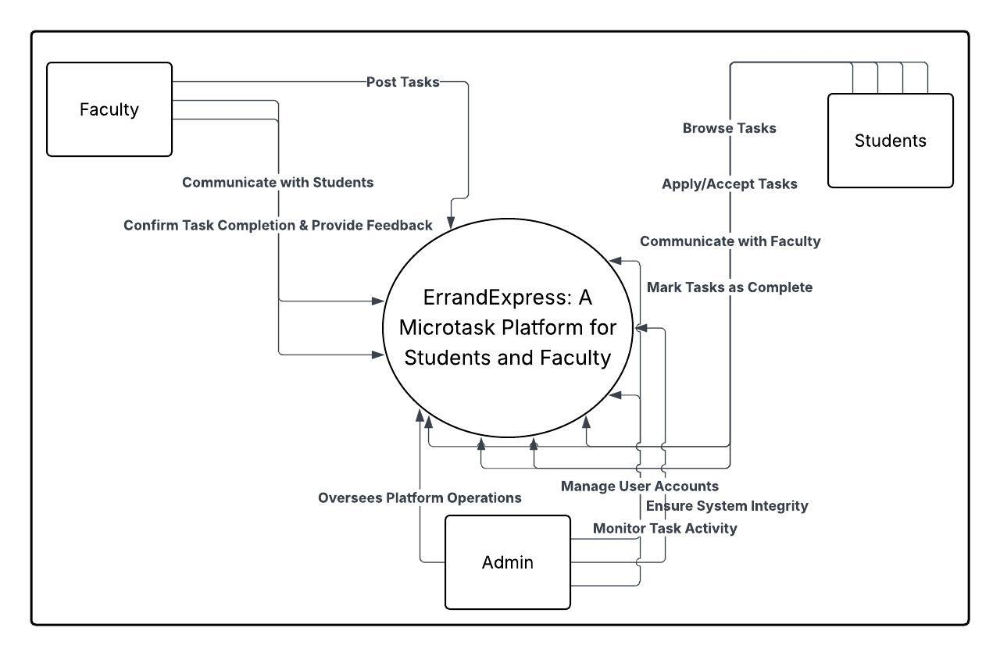 Post Tasks
Faculty
Communicate with Students
Confirm Task Completion & Provide Feedback
Browse Tasks
Students
Apply/Accept Tasks
Communicate with Faculty
Mark Tasks as Complete
ErrandExpress: A
Microtask Platform for
Students and Faculty
Manage User Accounts
Oversees Platform Operations
Ensure System Integrity
Monitor Task Activity
Admin